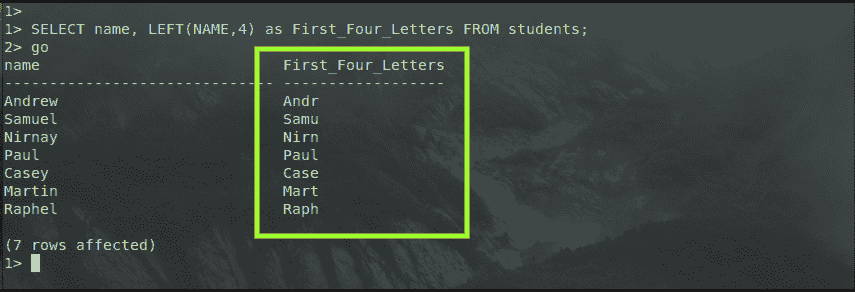 1>
1> SELECT name, LEFT(NAME,4) as First_Four_Letters FROM students;
2> go
name                           First_Four_Letters
------------------------------ ------------------
Andrew                         Andr
Samuel                         Samu
Nirnay                         Nirn
Paul                           Paul
Casey                          Case
Martin                         Mart
Raphel                         Raph

(7 rows affected)
1>